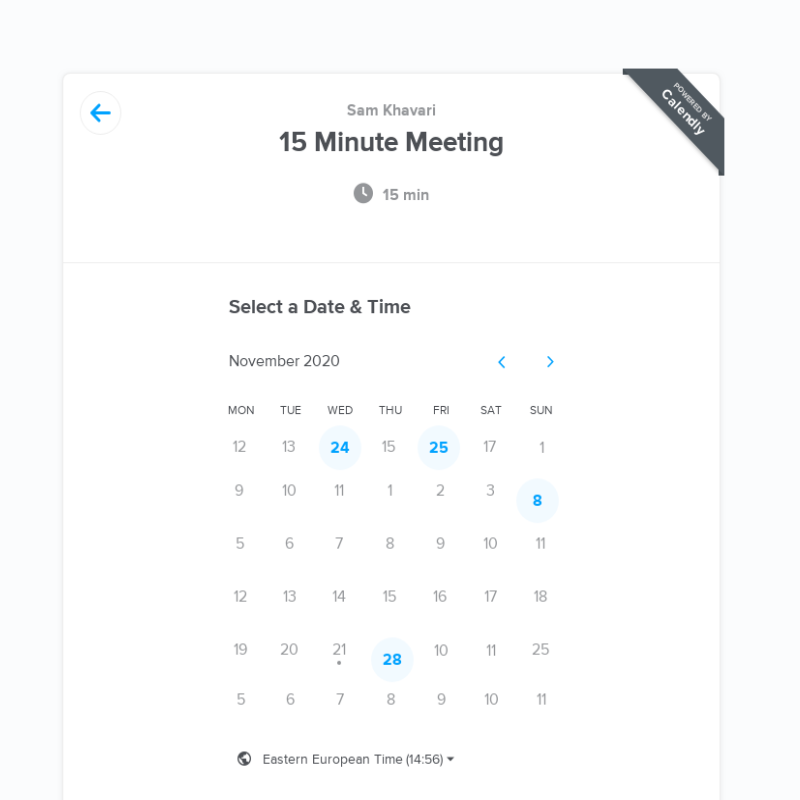 POWERED BY
Calendly
Sam Khavari
15 Minute Meeting
15 min
Select a Date & Time
November 2020
MON TUE WED THU FRI SAT SUN
12 13 24 15 25 17 1
9 10 11 1 2 3 8
5 6 7 8 9 10 11
12 13 14 15 16 17 18
19 20 21 28 10 11 25
5 6 7 8 9 10 11
Eastern European Time (14:56)